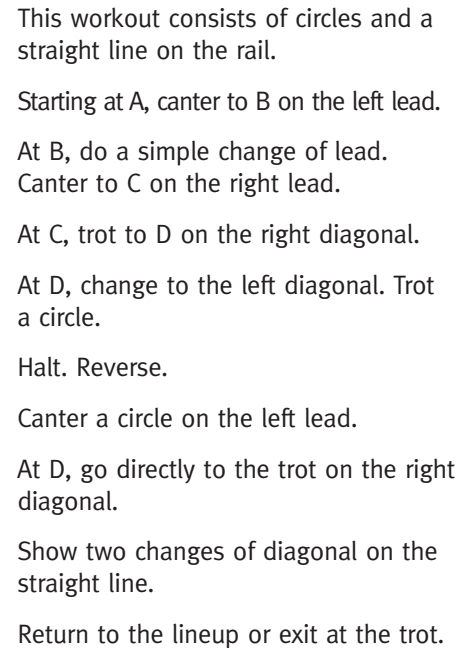 This workout consists of circles and a
straight line on the rail.
Starting at A, canter to B on the left lead.
At B, do a simple change of lead.
Canter to C on the right lead.
At C, trot to D on the right diagonal.
At D, change to the left diagonal. Trot
a circle.
Halt. Reverse.
Canter a circle on the left lead.
At D, go directly to the trot on the right
diagonal.
Show two changes of diagonal on the
straight line.
Return to the lineup or exit at the trot.